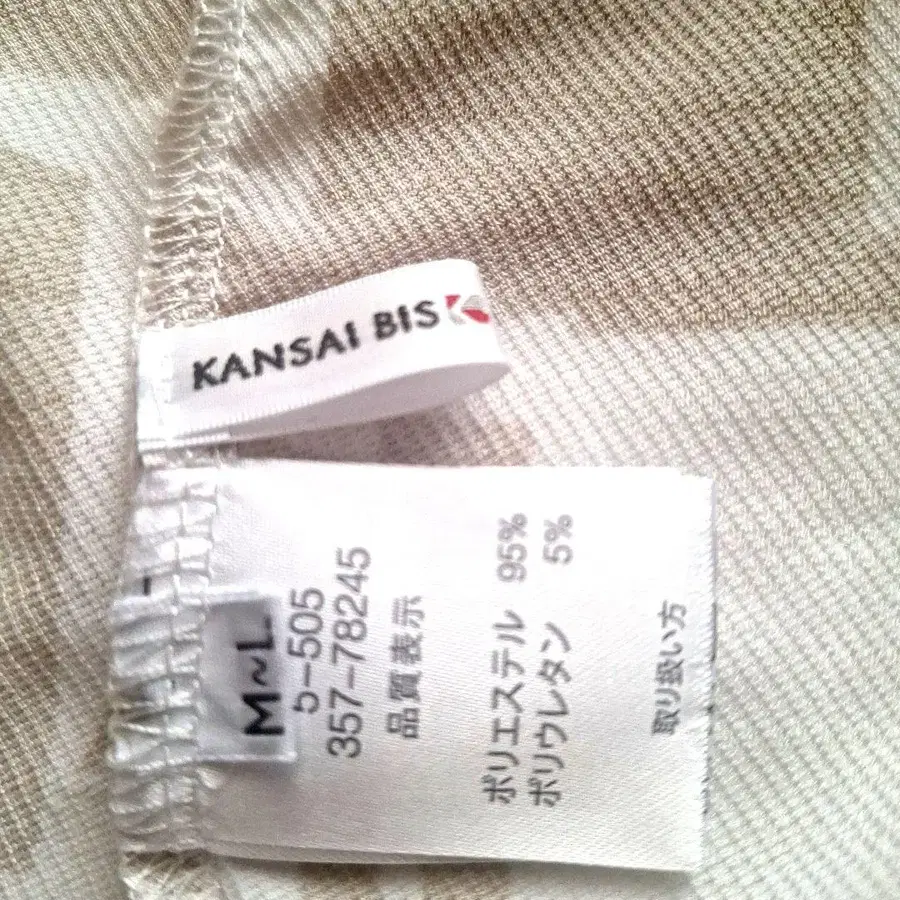 KANSAI BIS
M~L
5-505
357-78245
品質表示
ポリエステル 95%
ポリウレタン 5%
取り扱い方